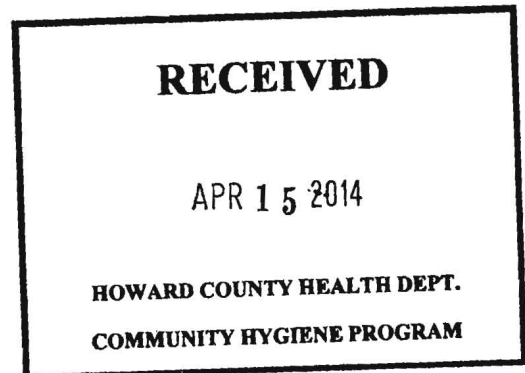 RECEIVED
APR 15 2014
HOWARD COUNTY HEALTH DEPT.
COMMUNITY HYGIENE PROGRAM